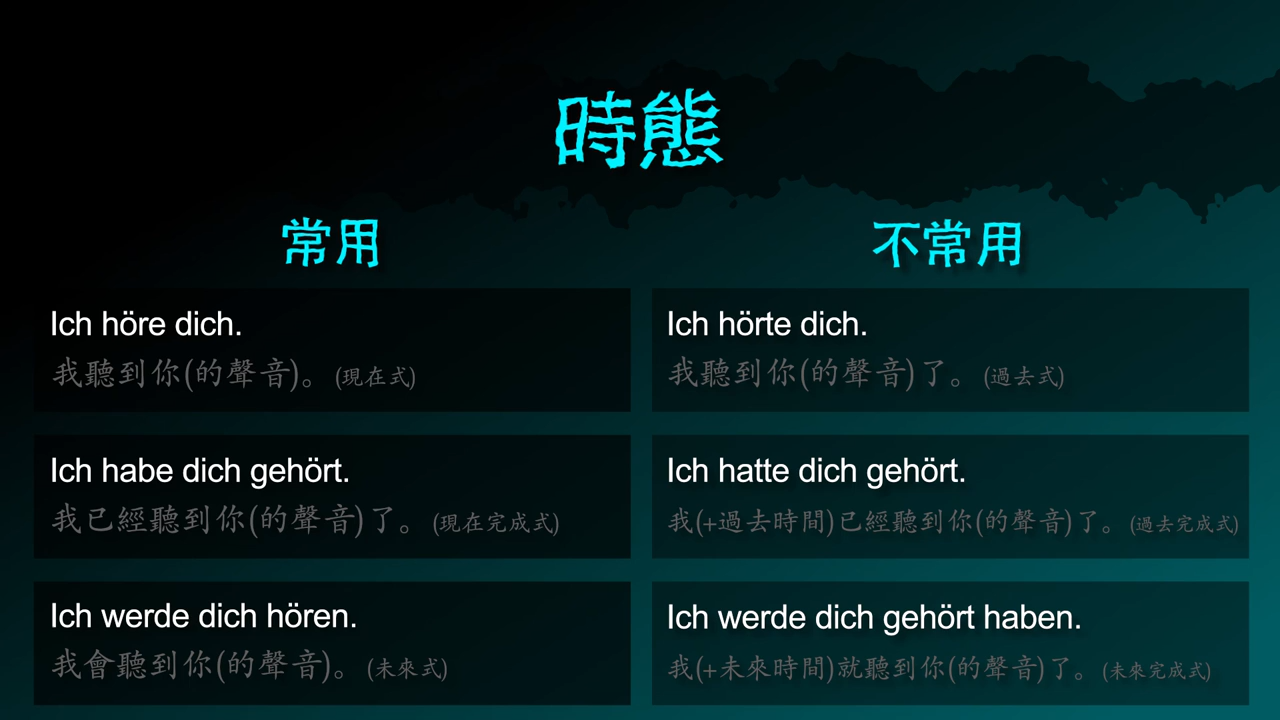 時態
常用
Ich höre dich.
我聽到你(的聲音)。(現在式)
Ich habe dich gehört.
我已經聽到你(的聲音)了。(現在完成式)
Ich werde dich hören.
我會聽到你(的聲音)。(未來式)
不常用
Ich hörte dich.
我聽到你(的聲音)了。(過去式)
Ich hatte dich gehört.
我(+過去時間)已經聽到你(的聲音)了。(過去完成式)
Ich werde dich gehört haben.
我(+未來時間)就聽到你(的聲音)了。(未來完成式)